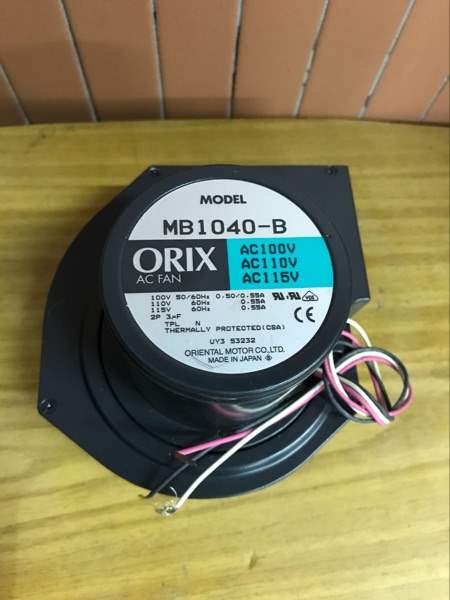 MODEL
MB1040-B
ORIX
AC FAN
AC100V
AC110V
AC115V
100V 50/60Hz 0.50/0.55A
110V 60Hz 0.55A
115V 60Hz 0.55A
2P 3μF
TPL N
THERMALLY PROTECTED(CSA)
UY3 53232
ORIENTAL MOTOR CO.,LTD.
MADE IN JAPAN
CE